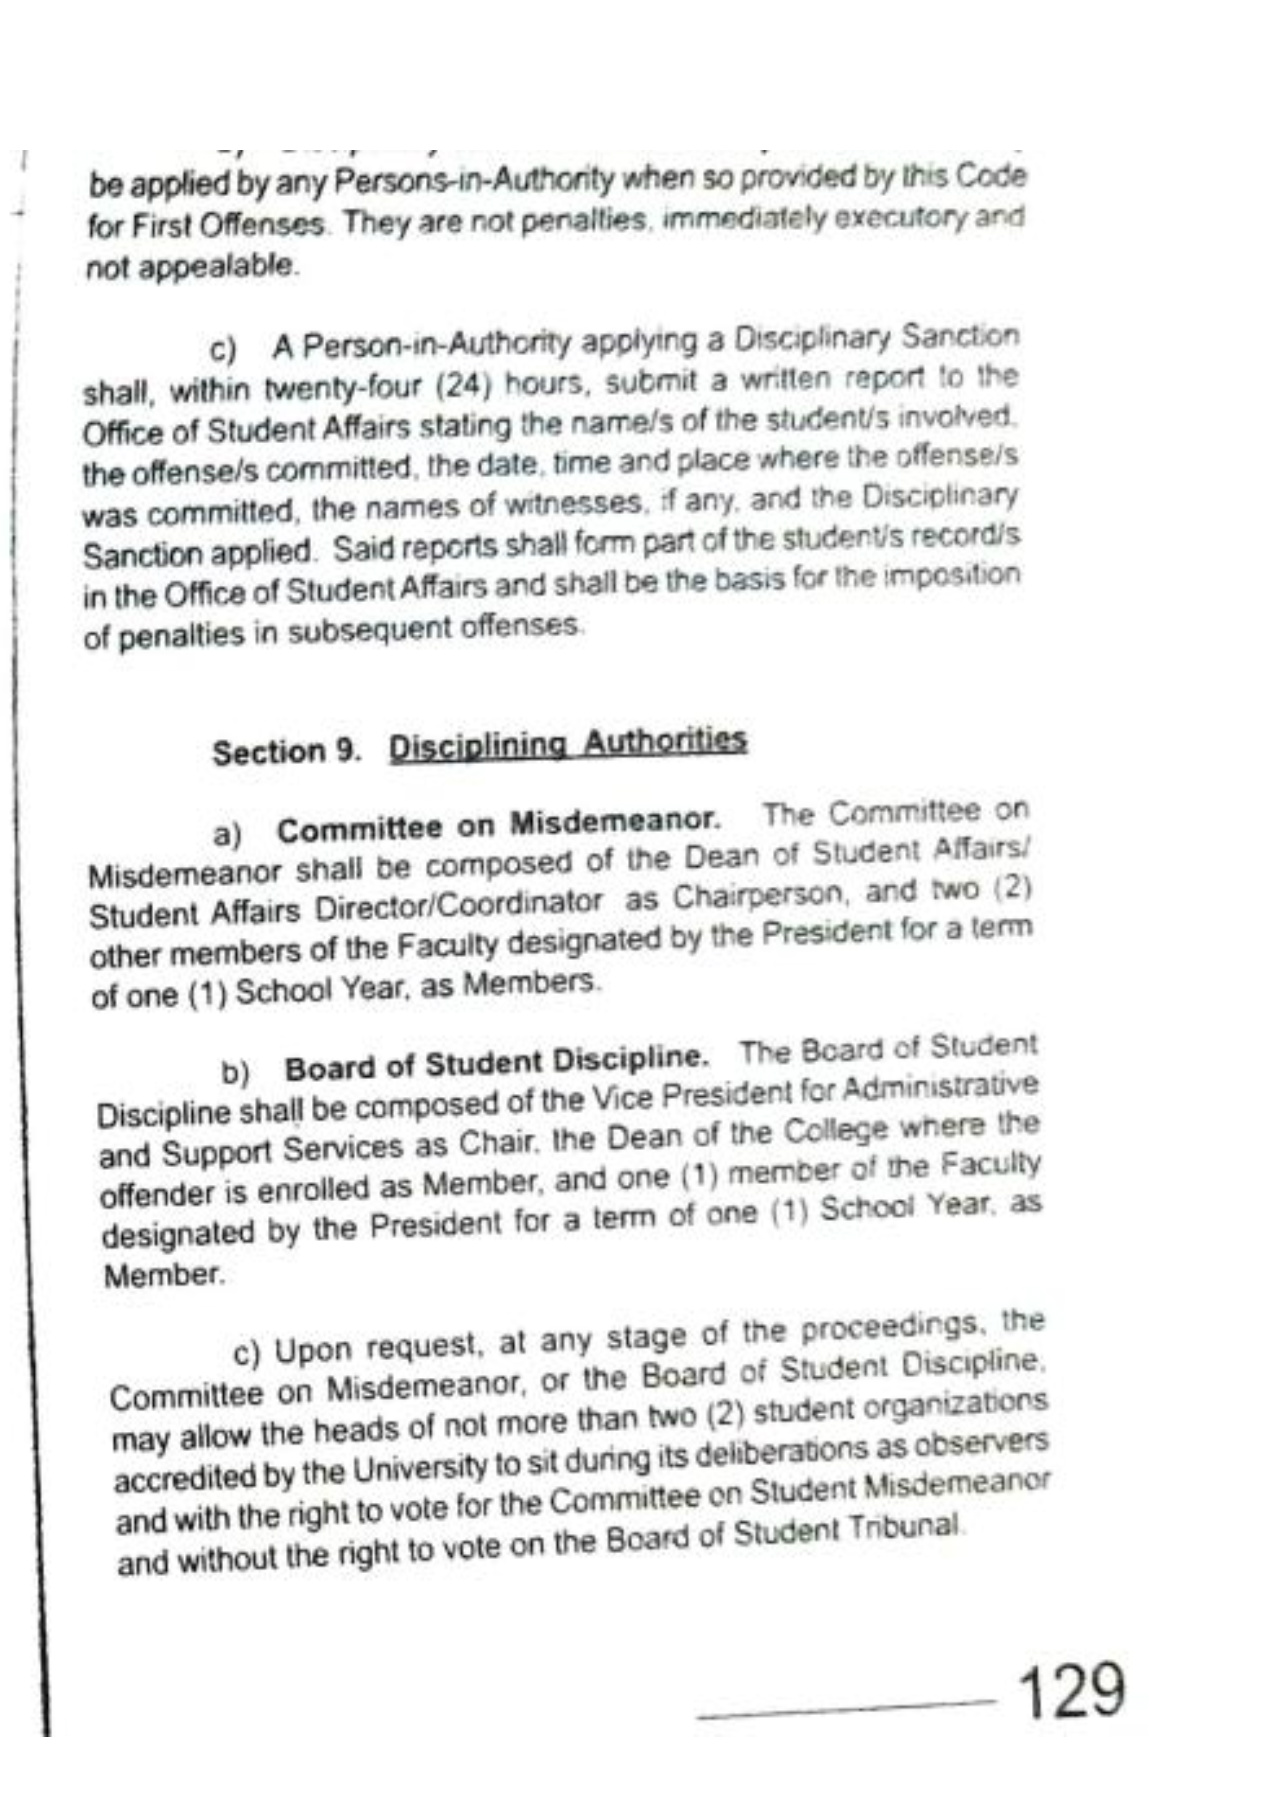 be applied by any Persons-in-Authority when so provided by this Code
for First Offenses. They are not penalties, immediately executory and
not appealable.
c) A Person-in-Authority applying a Disciplinary Sanction
shall, within twenty-four (24) hours, submit a written report to the
Office of Student Affairs stating the name/s of the student/s involved,
the offense/s committed, the date, time and place where the offense/s
was committed, the names of witnesses, if any, and the Disciplinary
Sanction applied. Said reports shall form part of the student/s record/s
in the Office of Student Affairs and shall be the basis for the imposition
of penalties in subsequent offenses.
Section 9. Disciplining Authorities
a) Committee on Misdemeanor. The Committee on
Misdemeanor shall be composed of the Dean of Student Affairs/
Student Affairs Director/Coordinator as Chairperson, and two (2)
other members of the Faculty designated by the President for a term
of one (1) School Year, as Members.
b) Board of Student Discipline. The Board of Student
Discipline shall be composed of the Vice President for Administrative
and Support Services as Chair, the Dean of the College where the
offender is enrolled as Member, and one (1) member of the Faculty
designated by the President for a term of one (1) School Year, as
Member.
c) Upon request, at any stage of the proceedings, the
Committee on Misdemeanor, or the Board of Student Discipline,
may allow the heads of not more than two (2) student organizations
accredited by the University to sit during its deliberations as observers
and with the right to vote for the Committee on Student Misdemeanor
and without the right to vote on the Board of Student Tribunal.
129